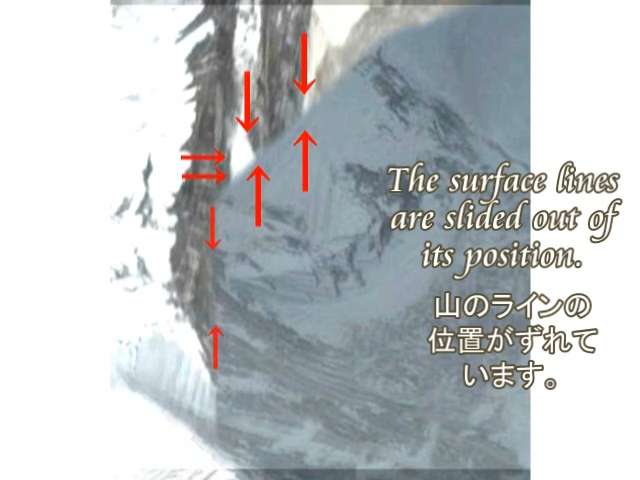 The surface lines
are slided out of
its position.
山のラインの
位置がずれて
います。